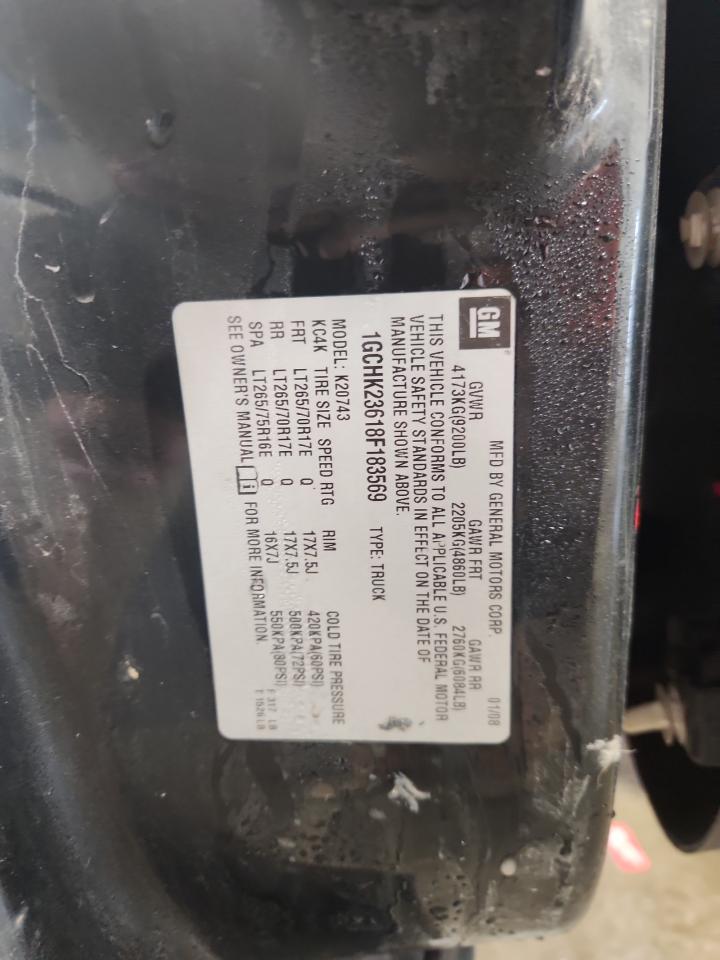 GM
MFD BY GENERAL MOTORS CORP. 01/08
GVWR GAWR FRT GAWR RR
4173KG(9200LB) 2205KG(4860LB) 2760KG(6084LB)
THIS VEHICLE CONFORMS TO ALL APPLICABLE U.S. FEDERAL MOTOR
VEHICLE SAFETY STANDARDS IN EFFECT ON THE DATE OF
MANUFACTURE SHOWN ABOVE.
1GCHK23618F183569 TYPE: TRUCK
MODEL: K20743 RIM COLD TIRE PRESSURE
KC4K TIRE SIZE SPEED RTG
FRT LT265/70R17E Q 17X7.5J 420KPA(60PSI)
RR LT265/70R17E Q 17X7.5J 500KPA(72PSI)
SPA LT265/75R16E Q 16X7J 550KPA(80PSI) F 317 LB
SEE OWNER'S MANUAL i FOR MORE INFORMATION. F 1526 LB